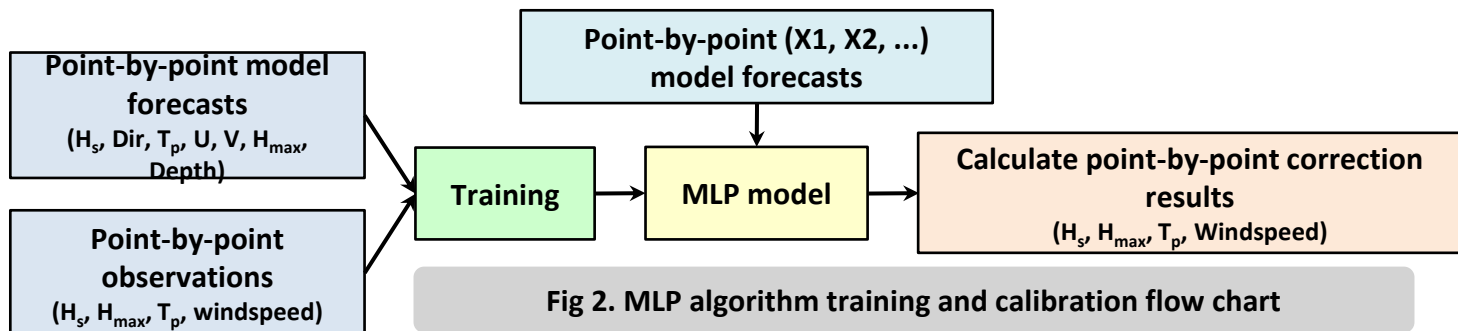 Point-by-point model
forecasts
(Hs, Dir, Tp, U, V, Hmax,
Depth)
Point-by-point
observations
(Hs, Hmax, Tp, windspeed)
Training
Point-by-point (X1, X2, ...)
model forecasts
MLP model
Calculate point-by-point correction
results
(Hs, Hmax, Tp, Windspeed)
Fig 2. MLP algorithm training and calibration flow chart